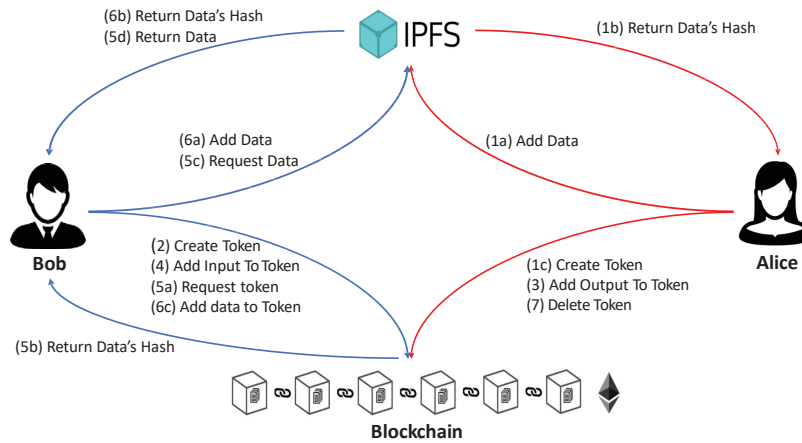 (6b) Return Data's Hash
(5d) Return Data
IPFS
(1b) Return Data's Hash
(6a) Add Data
(5c) Request Data
(1a) Add Data
Bob
Alice
(2) Create Token
(4) Add Input To Token
(5a) Request token
(6c) Add data to Token
(1c) Create Token
(3) Add Output To Token
(7) Delete Token
(5b) Return Data's Hash
Blockchain